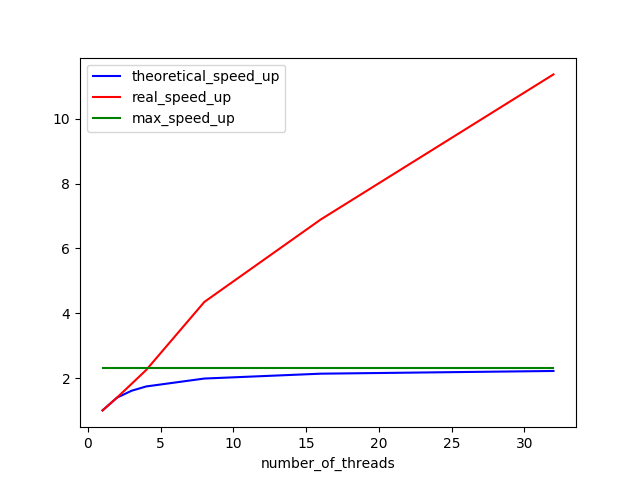 theoretical_speed_up
real_speed_up
max_speed_up
10
8
6
4
2
0 5 10 15 20 25 30
number_of_threads